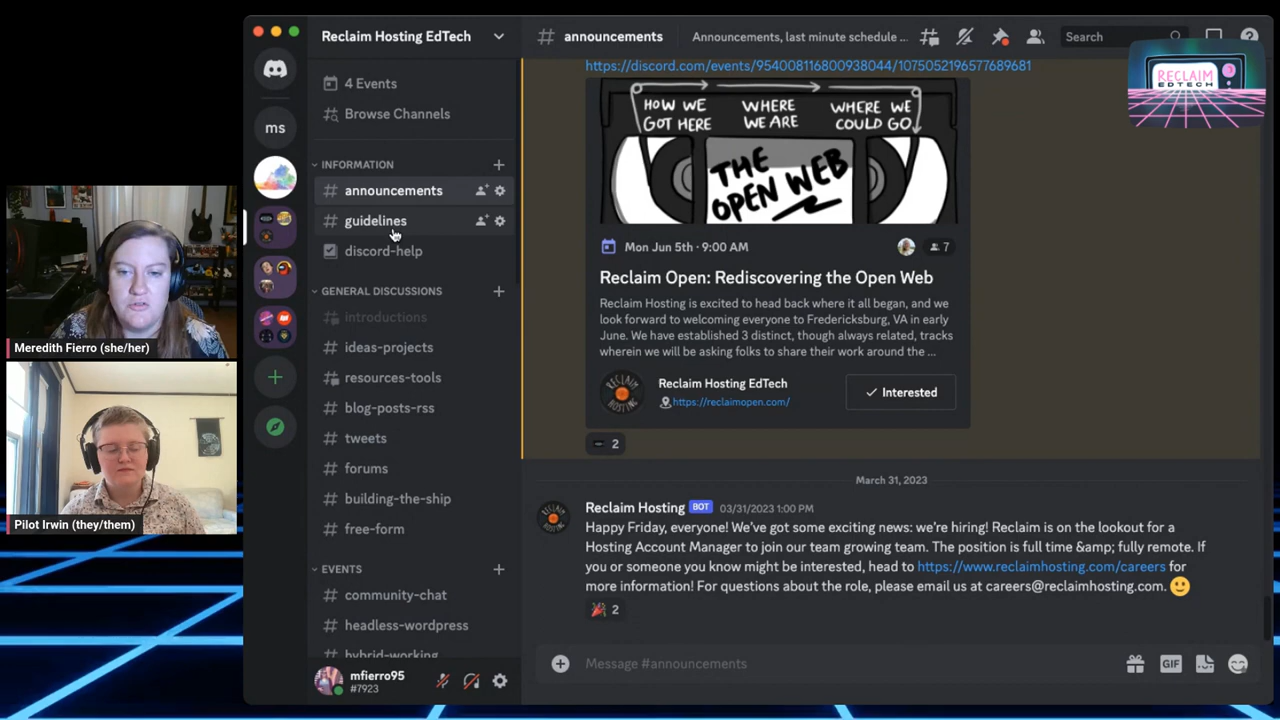 Reclaim Hosting EdTech
announcements
Announcements, last minute schedule ...
Search
RECLAIM
EDTECH
4 Events
Browse Channels
ms
INFORMATION
announcements
guidelines
discord-help
GENERAL DISCUSSIONS
introductions
ideas-projects
resources-tools
blog-posts-rss
tweets
forums
building-the-ship
free-form
EVENTS
community-chat
headless-wordpress
hybrid-working
mfierro95
#7923
https://discord.com/events/954008116800938044/1075052196577689681
HOW WE
GOT HERE
WHERE
WE ARE
WHERE WE
COULD GO
THE
OPEN WEB
Mon Jun 5th · 9:00 AM
7
Reclaim Open: Rediscovering the Open Web
Reclaim Hosting is excited to head back where it all began, and we
look forward to welcoming everyone to Fredericksburg, VA in early
June. We have established 3 distinct, though always related, tracks
wherein we will be asking folks to share their work around the ...
RECLAIM
HOSTING
Reclaim Hosting EdTech
https://reclaimopen.com/
Interested
2
March 31, 2023
Reclaim Hosting BOT 03/31/2023 1:00 PM
Happy Friday, everyone! We've got some exciting news: we're hiring! Reclaim is on the lookout for a
Hosting Account Manager to join our team growing team. The position is full time &amp; fully remote. If
you or someone you know might be interested, head to https://www.reclaimhosting.com/careers for
more information! For questions about the role, please email us at careers@reclaimhosting.com.
2
Message #announcements
GIF
Meredith Fierro (she/her)
Pilot Irwin (they/them)